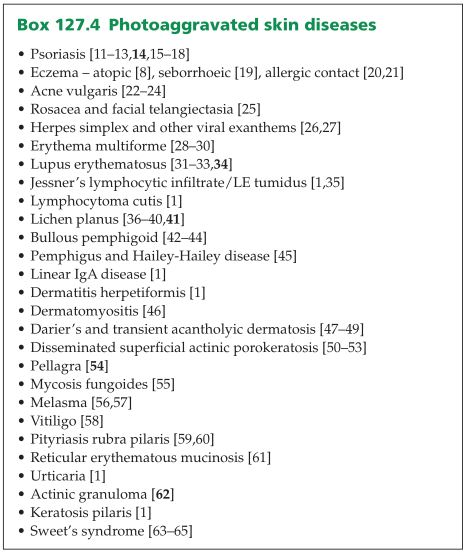 Box 127.4 Photoaggravated skin diseases
• Psoriasis [11–13,14,15–18]
• Eczema – atopic [8], seborrhoeic [19], allergic contact [20,21]
• Acne vulgaris [22–24]
• Rosacea and facial telangiectasia [25]
• Herpes simplex and other viral exanthems [26,27]
• Erythema multiforme [28–30]
• Lupus erythematosus [31–33,34]
• Jessner’s lymphocytic infiltrate/LE tumidus [1,35]
• Lymphocytoma cutis [1]
• Lichen planus [36–40,41]
• Bullous pemphigoid [42–44]
• Pemphigus and Hailey-Hailey disease [45]
• Linear IgA disease [1]
• Dermatitis herpetiformis [1]
• Dermatomyositis [46]
• Darier’s and transient acantholyic dermatosis [47–49]
• Disseminated superficial actinic porokeratosis [50–53]
• Pellagra [54]
• Mycosis fungoides [55]
• Melasma [56,57]
• Vitiligo [58]
• Pityriasis rubra pilaris [59,60]
• Reticular erythematous mucinosis [61]
• Urticaria [1]
• Actinic granuloma [62]
• Keratosis pilaris [1]
• Sweet’s syndrome [63–65]